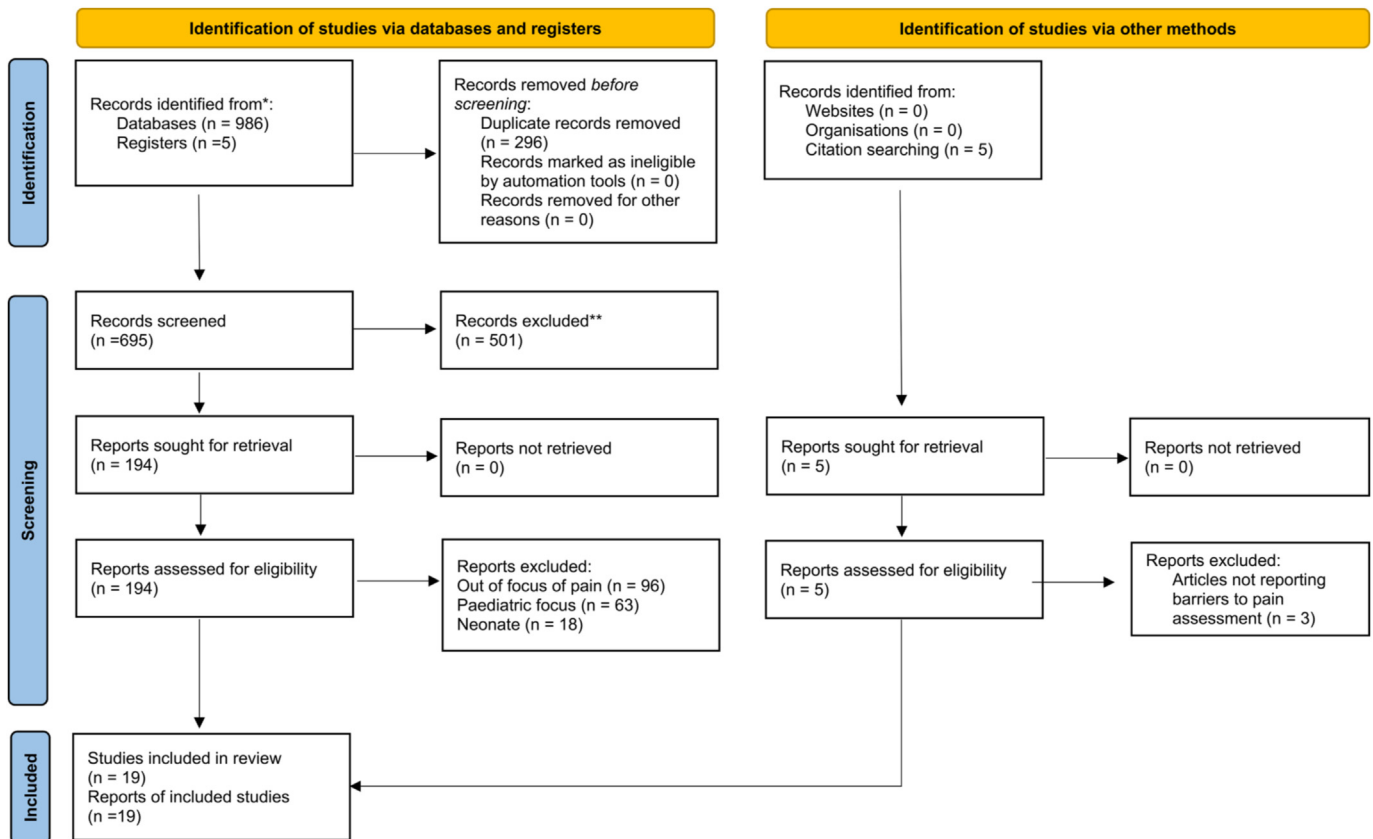 Identification of studies via databases and registers
Identification of studies via other methods
Identification
Records identified from*:
Databases (n = 986)
Registers (n =5)
Records removed before
screening:
Duplicate records removed
(n = 296)
Records marked as ineligible
by automation tools (n = 0)
Records removed for other
reasons (n = 0)
Records identified from:
Websites (n = 0)
Organisations (n = 0)
Citation searching (n = 5)
Screening
Records screened
(n =695)
Records excluded**
(n = 501)
Reports sought for retrieval
(n = 194)
Reports not retrieved
(n = 0)
Reports sought for retrieval
(n = 5)
Reports not retrieved
(n = 0)
Reports assessed for eligibility
(n = 194)
Reports excluded:
Out of focus of pain (n = 96)
Paediatric focus (n = 63)
Neonate (n = 18)
Reports assessed for eligibility
(n = 5)
Reports excluded:
Articles not reporting
barriers to pain
assessment (n = 3)
Included
Studies included in review
(n = 19)
Reports of included studies
(n =19)